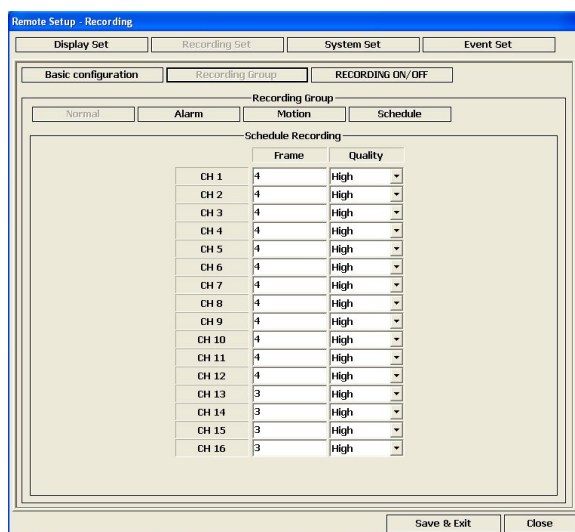 Remote Setup - Recording
Display Set Recording Set System Set Event Set
Basic configuration Recording Group RECORDING ON/OFF
Recording Group
Normal Alarm Motion Schedule
Schedule Recording
Frame Quality
CH 1 4 High
CH 2 4 High
CH 3 4 High
CH 4 4 High
CH 5 4 High
CH 6 4 High
CH 7 4 High
CH 8 4 High
CH 9 4 High
CH 10 4 High
CH 11 4 High
CH 12 4 High
CH 13 3 High
CH 14 3 High
CH 15 3 High
CH 16 3 High
Save & Exit Close